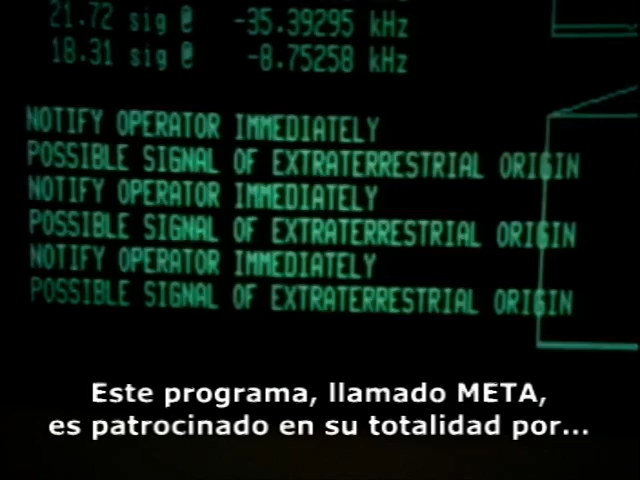 21.72 sig @ -35.39295 kHz
18.31 sig @ -8.75258 kHz
NOTIFY OPERATOR IMMEDIATELY
POSSIBLE SIGNAL OF EXTRATERRESTRIAL ORIGIN
NOTIFY OPERATOR IMMEDIATELY
POSSIBLE SIGNAL OF EXTRATERRESTRIAL ORIGIN
NOTIFY OPERATOR IMMEDIATELY
POSSIBLE SIGNAL OF EXTRATERRESTRIAL ORIGIN
Este programa, llamado META,
es patrocinado en su totalidad por...